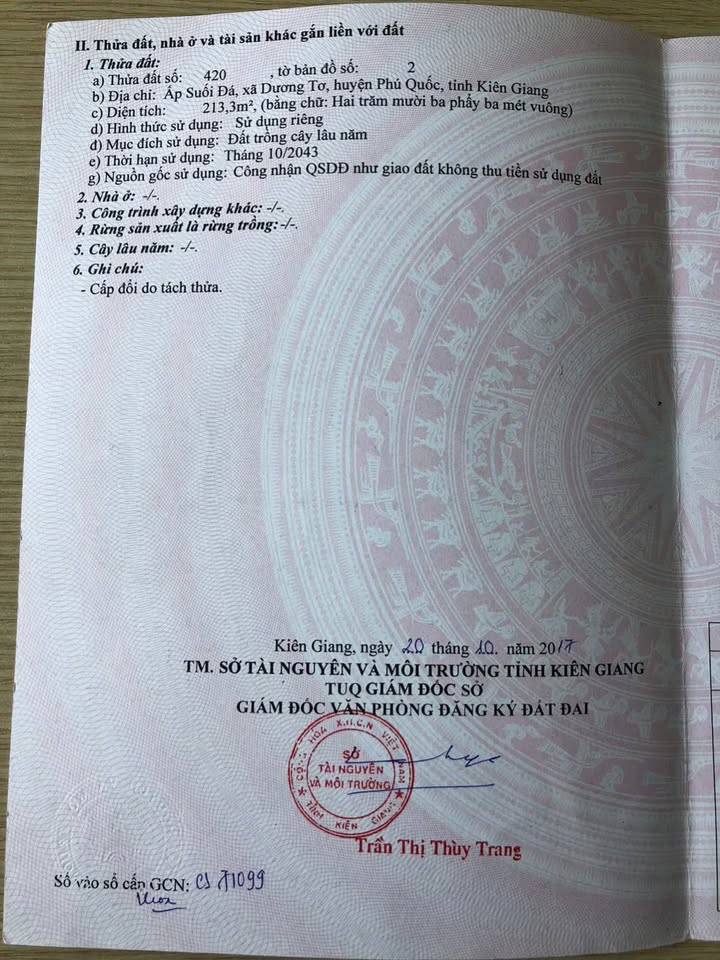 II. Thửa đất, nhà ở và tài sản khác gắn liền với đất
1. Thửa đất:
a) Thửa đất số: 420 , tờ bản đồ số: 2
b) Địa chỉ: Ấp Suối Đá, xã Dương Tơ, huyện Phú Quốc, tỉnh Kiên Giang
c) Diện tích: 213,3m², (bằng chữ: Hai trăm mười ba phẩy ba mét vuông)
d) Hình thức sử dụng: Sử dụng riêng
đ) Mục đích sử dụng: Đất trồng cây lâu năm
e) Thời hạn sử dụng: Tháng 10/2043
g) Nguồn gốc sử dụng: Công nhận QSDĐ như giao đất không thu tiền sử dụng đất
2. Nhà ở: -/-.
3. Công trình xây dựng khác: -/-.
4. Rừng sản xuất là rừng trồng: -/-.
5. Cây lâu năm: -/-.
6. Ghi chú:
- Cấp đổi do tách thửa.
Kiên Giang, ngày 20 tháng 10. năm 2017
TM. SỞ TÀI NGUYÊN VÀ MÔI TRƯỜNG TỈNH KIÊN GIANG
TUQ GIÁM ĐỐC SỞ
GIÁM ĐỐC VĂN PHÒNG ĐĂNG KÝ ĐẤT ĐAI
CỘNG HÒA X.H.C.N VIỆT NAM
SỞ
TÀI NGUYÊN
VÀ MÔI TRƯỜNG
TỈNH KIÊN GIANG
Trần Thị Thùy Trang
Số vào sổ cấp GCN: CS 71099